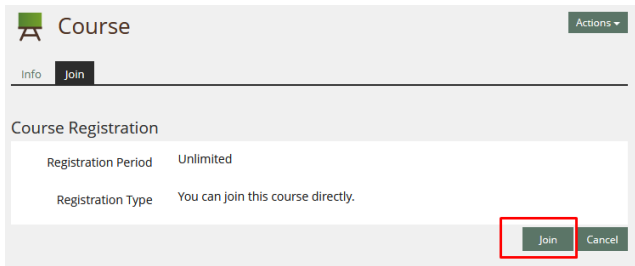 Course
Actions
Info
Join
Course Registration
Registration Period Unlimited
Registration Type You can join this course directly.
Join Cancel